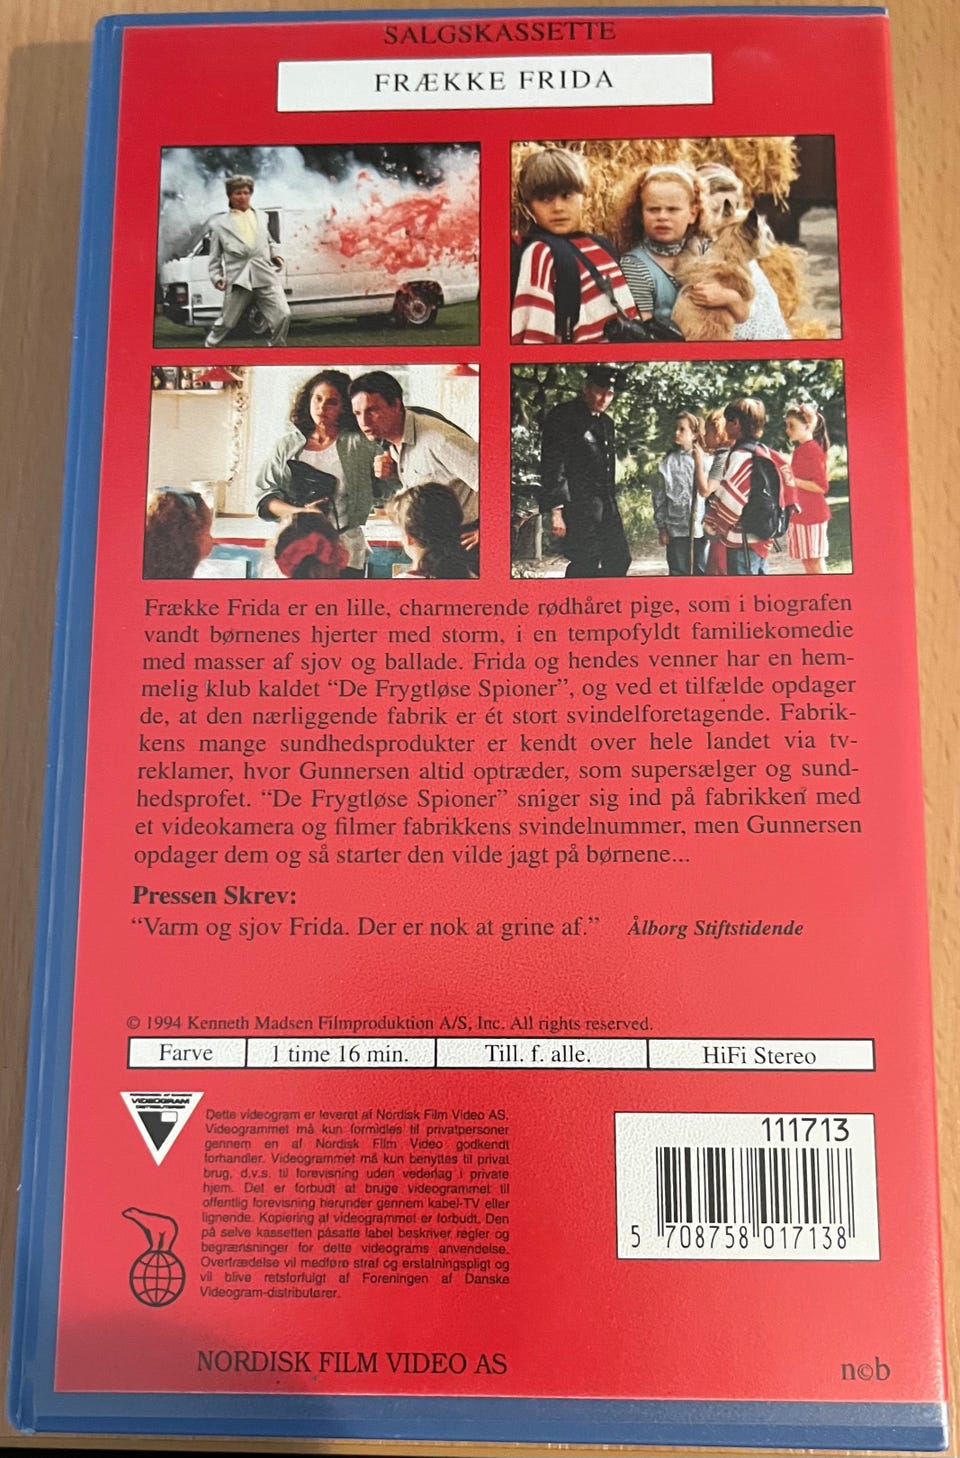 SALGSKASSETTE
FRÆKKE FRIDA
Frække Frida er en lille, charmerende rødhåret pige, som i biografen
vandt børnenes hjerter med storm, i en tempofyldt familiekomedie
med masser af sjov og ballade. Frida og hendes venner har en hem-
melig klub kaldet “De Frygtløse Spioner”, og ved et tilfælde opdager
de, at den nærliggende fabrik er ét stort svindelforetagende. Fabrik-
kens mange sundhedsprodukter er kendt over hele landet via tv-
reklamer, hvor Gunnersen altid optræder, som supersælger og sund-
hedsprofet. “De Frygtløse Spioner” sniger sig ind på fabrikken med
et videokamera og filmer fabrikkens svindelnummer, men Gunnersen
opdager dem og så starter den vilde jagt på børnene...
Pressen Skrev:
“Varm og sjov Frida. Der er nok at grine af.” Ålborg Stiftstidende
© 1994 Kenneth Madsen Filmproduktion A/S, Inc. All rights reserved.
Farve 1 time 16 min. Till. f. alle. HiFi Stereo
VIDEOGRAM
DISTRIBUTØRER
Dette videogram er leveret af Nordisk Film Video AS.
Videogrammet må kun formidles til privatpersoner
gennem en af Nordisk Film Video godkendt
forhandler. Videogrammet må kun benyttes til privat
brug, d.v.s. til forevisning uden vederlag i private
hjem. Det er forbudt at bruge videogrammet til
offentlig forevisning herunder gennem kabel-TV eller
lignende. Kopiering af videogrammet er forbudt. Den
på selve kassetten påsatte label beskriver regler og
begrænsninger for dette videograms anvendelse.
Overtrædelse vil medføre straf og erstatningspligt og
vil blive retsforfulgt af Foreningen af Danske
Videogram-distributører.
111713
5 708758 017138
NORDISK FILM VIDEO AS
n©b